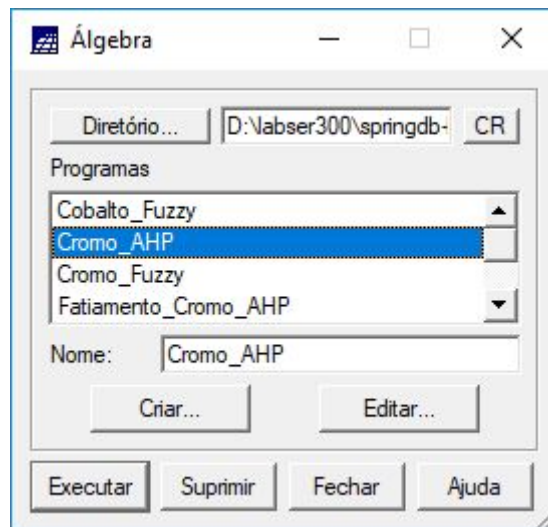 Álgebra
Diretório... D:\labser300\springdb- CR
Programas
Cobalto_Fuzzy
Cromo_AHP
Cromo_Fuzzy
Fatiamento_Cromo_AHP
Nome: Cromo_AHP
Criar... Editar...
Executar Suprimir Fechar Ajuda